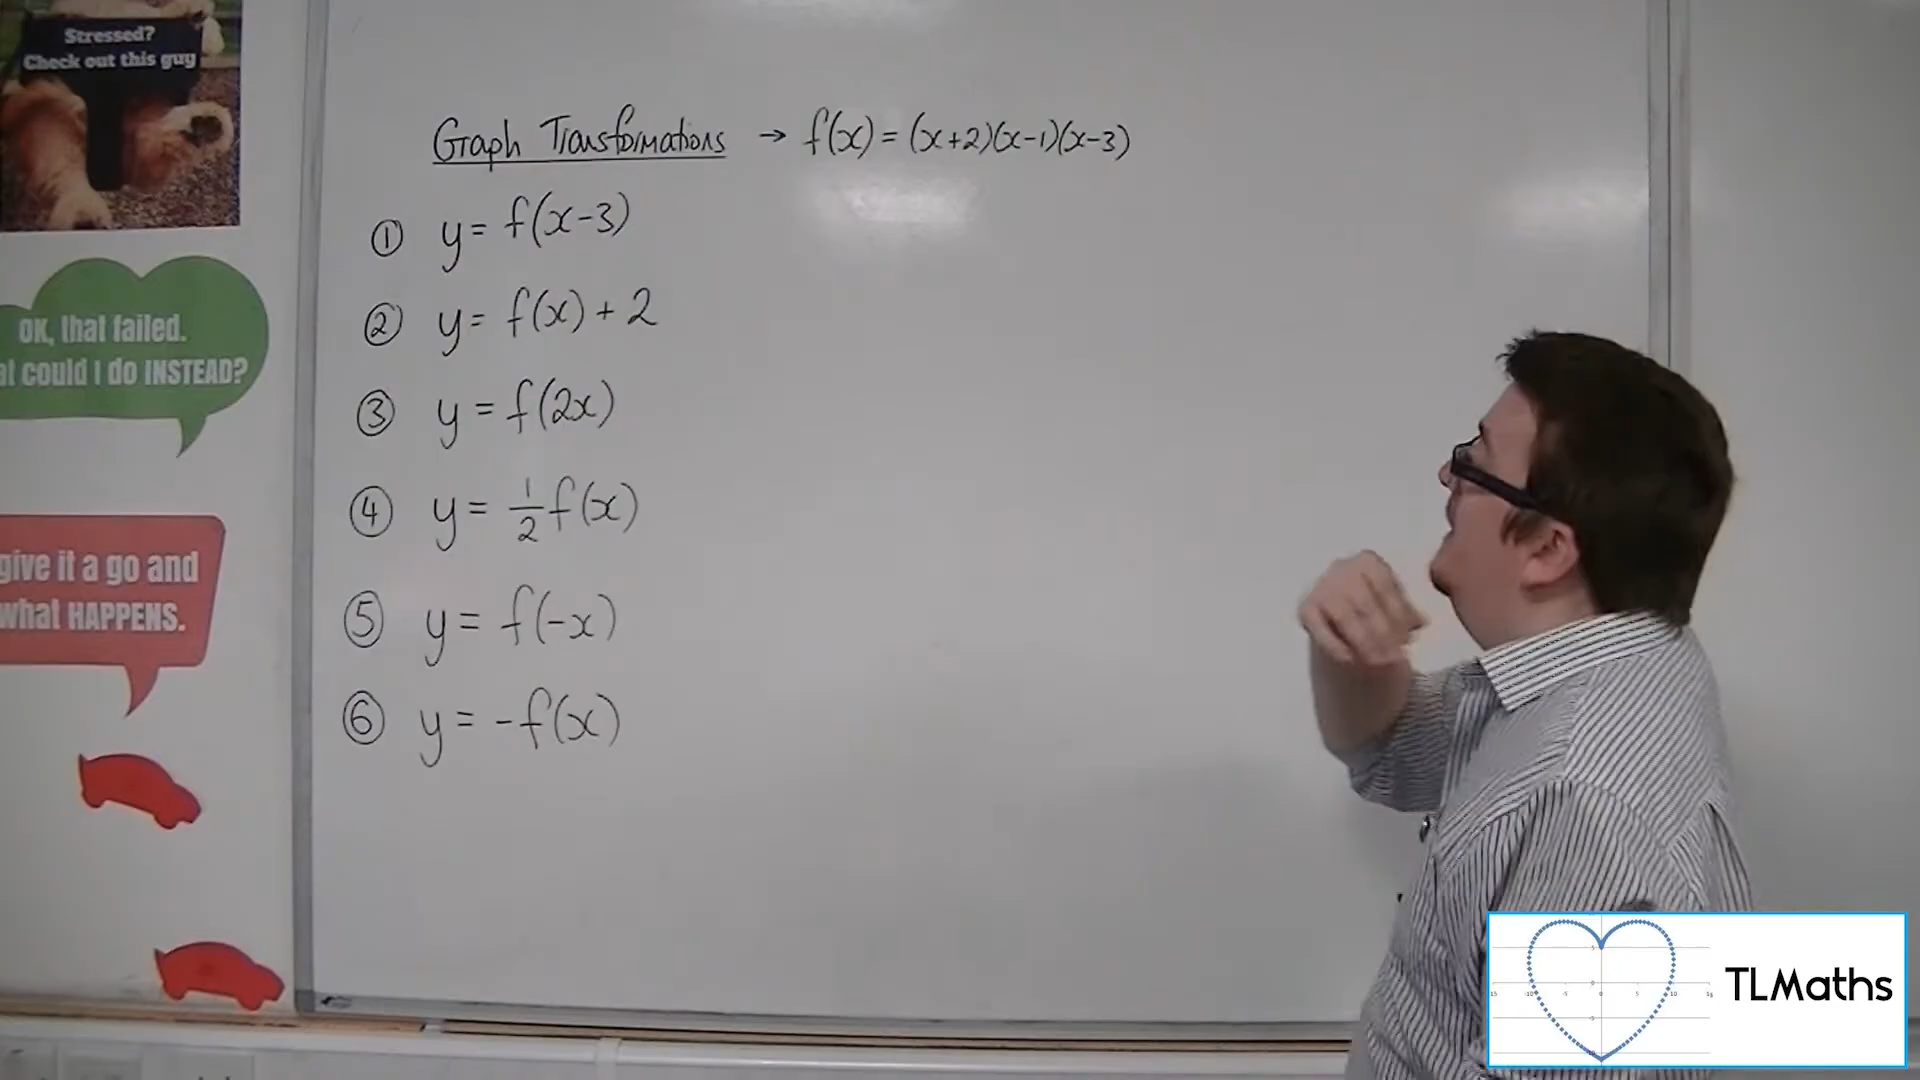 Stressed?
Check out this guy
OK, that failed.
could I do INSTEAD?
give it a go and
what HAPPENS.
Graph Transformations → f(x) = (x+2)(x-1)(x-3)
① y = f(x-3)
② y = f(x) + 2
③ y = f(2x)
④ y = ½f(x)
⑤ y = f(-x)
⑥ y = -f(x)
TLMaths